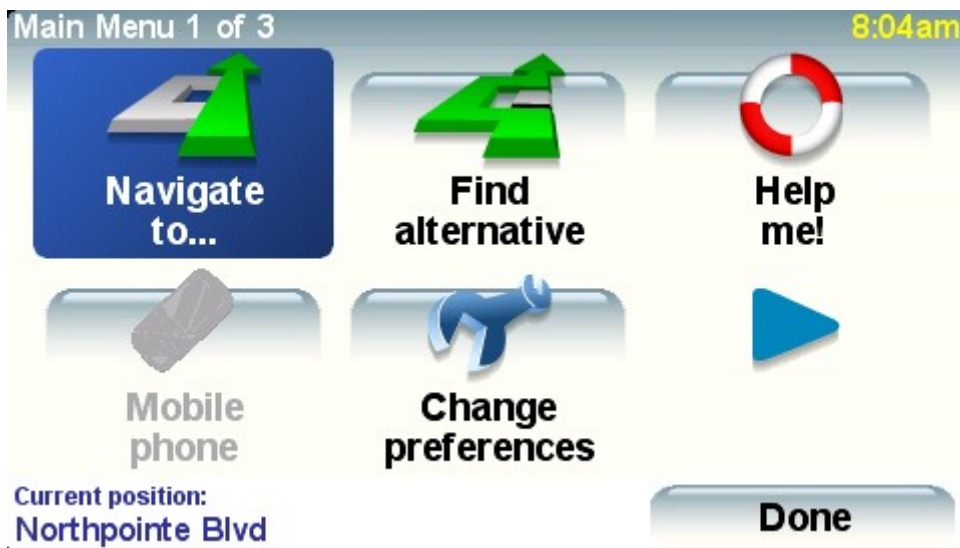 Main Menu 1 of 3
8:04am
Navigate
to...
Find
alternative
Help
me!
Mobile
phone
Change
preferences
Current position:
Northpointe Blvd
Done